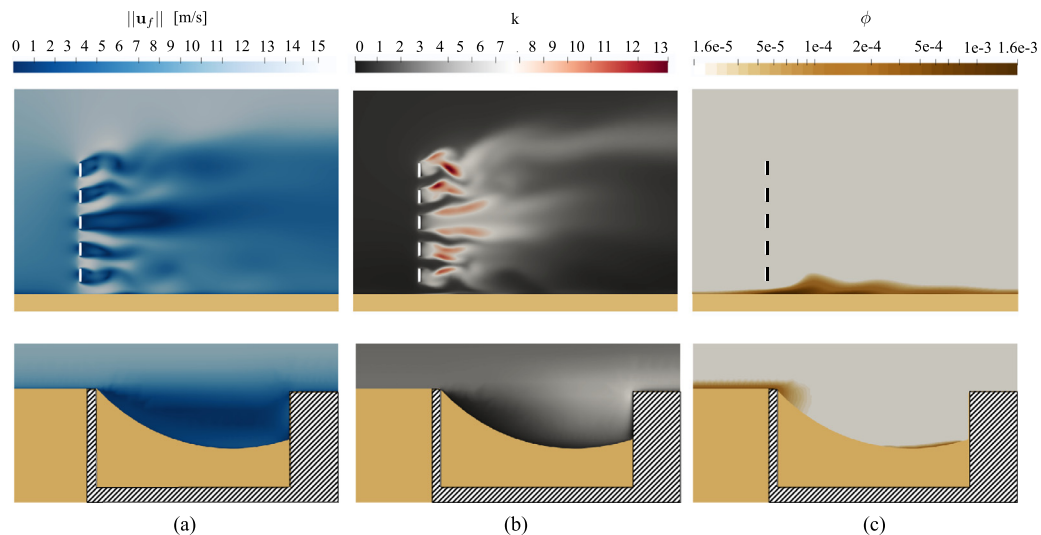 ||u_f|| [m/s]
0 1 2 3 4 5 6 7 8 9 10 11 12 13 14 15
k
0 1 2 3 4 5 6 7 8 9 10 11 12 13
ϕ
1.6e-5 5e-5 1e-4 2e-4 5e-4 1e-3 1.6e-3
(a) (b) (c)